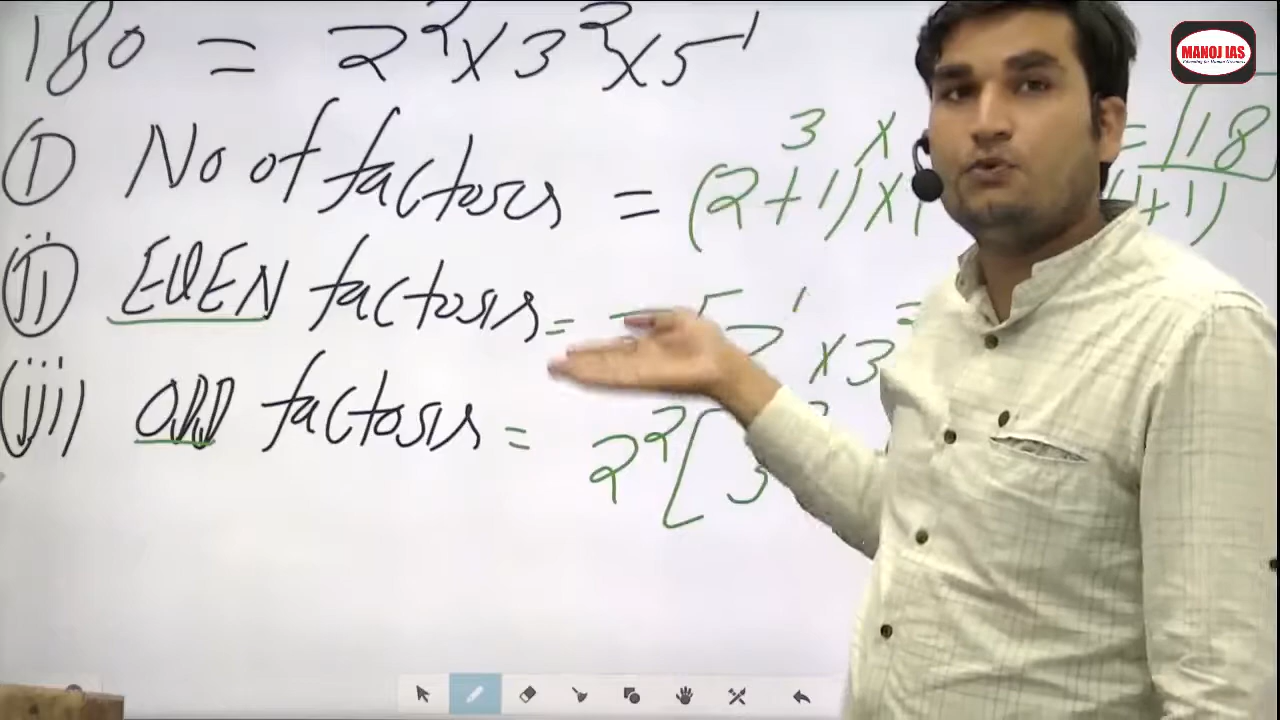 MANOJ IAS
180 = 2² × 3² × 5¹
3 × = 18
(i) No of factors = (2+1) × (1+1)
(ii) EVEN factors = 2¹ × 3
(iii) ODD factors = 2² [ 3